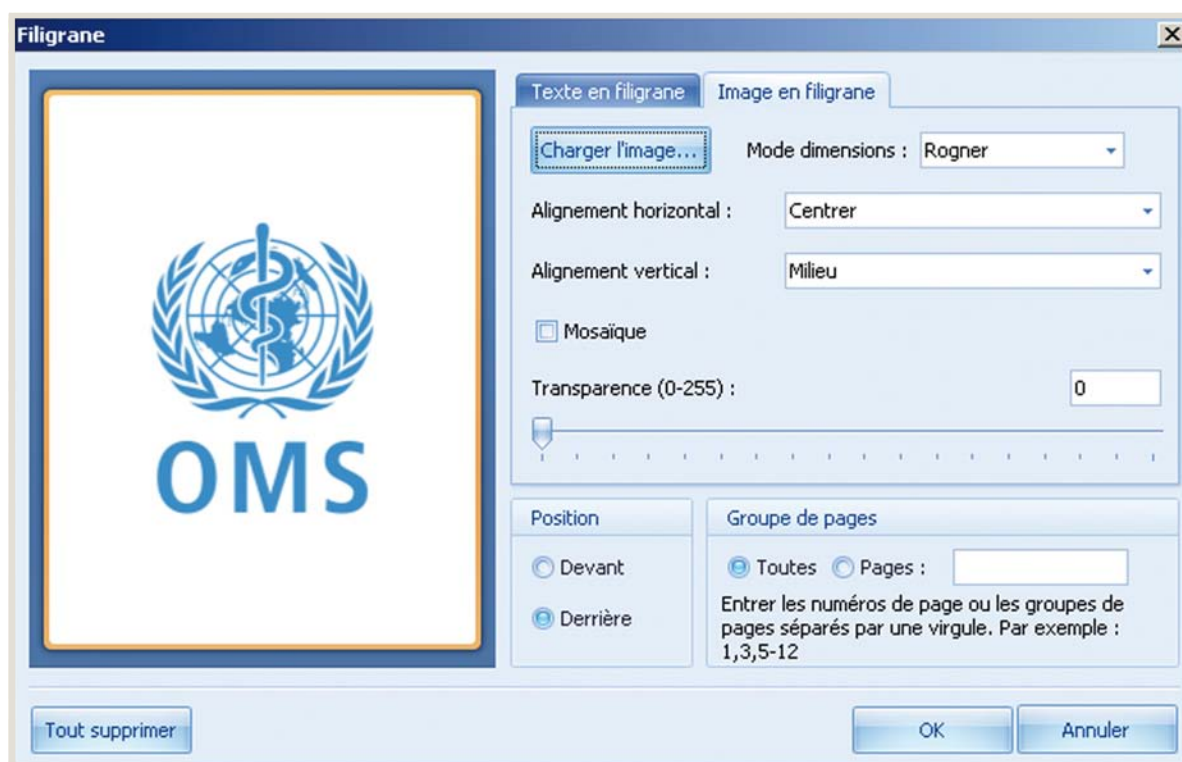 Filigrane
Texte en filigrane Image en filigrane
Charger l'image... Mode dimensions : Rogner
Alignement horizontal : Centrer
Alignement vertical : Milieu
Mosaïque
Transparence (0-255) : 0
OMS
Position
Devant
Derrière
Groupe de pages
Toutes Pages :
Entrer les numéros de page ou les groupes de
pages séparés par une virgule. Par exemple :
1,3,5-12
Tout supprimer OK Annuler